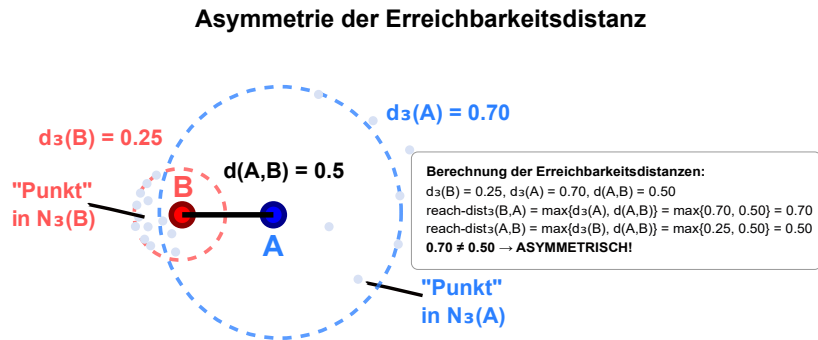 Asymmetrie der Erreichbarkeitsdistanz
d₃(B) = 0.25
d₃(A) = 0.70
d(A,B) = 0.5
B
A
"Punkt"
in N₃(B)
"Punkt"
in N₃(A)
Berechnung der Erreichbarkeitsdistanzen:
d₃(B) = 0.25, d₃(A) = 0.70, d(A,B) = 0.50
reach-dist₃(B,A) = max{d₃(A), d(A,B)} = max{0.70, 0.50} = 0.70
reach-dist₃(A,B) = max{d₃(B), d(A,B)} = max{0.25, 0.50} = 0.50
0.70 ≠ 0.50 → ASYMMETRISCH!